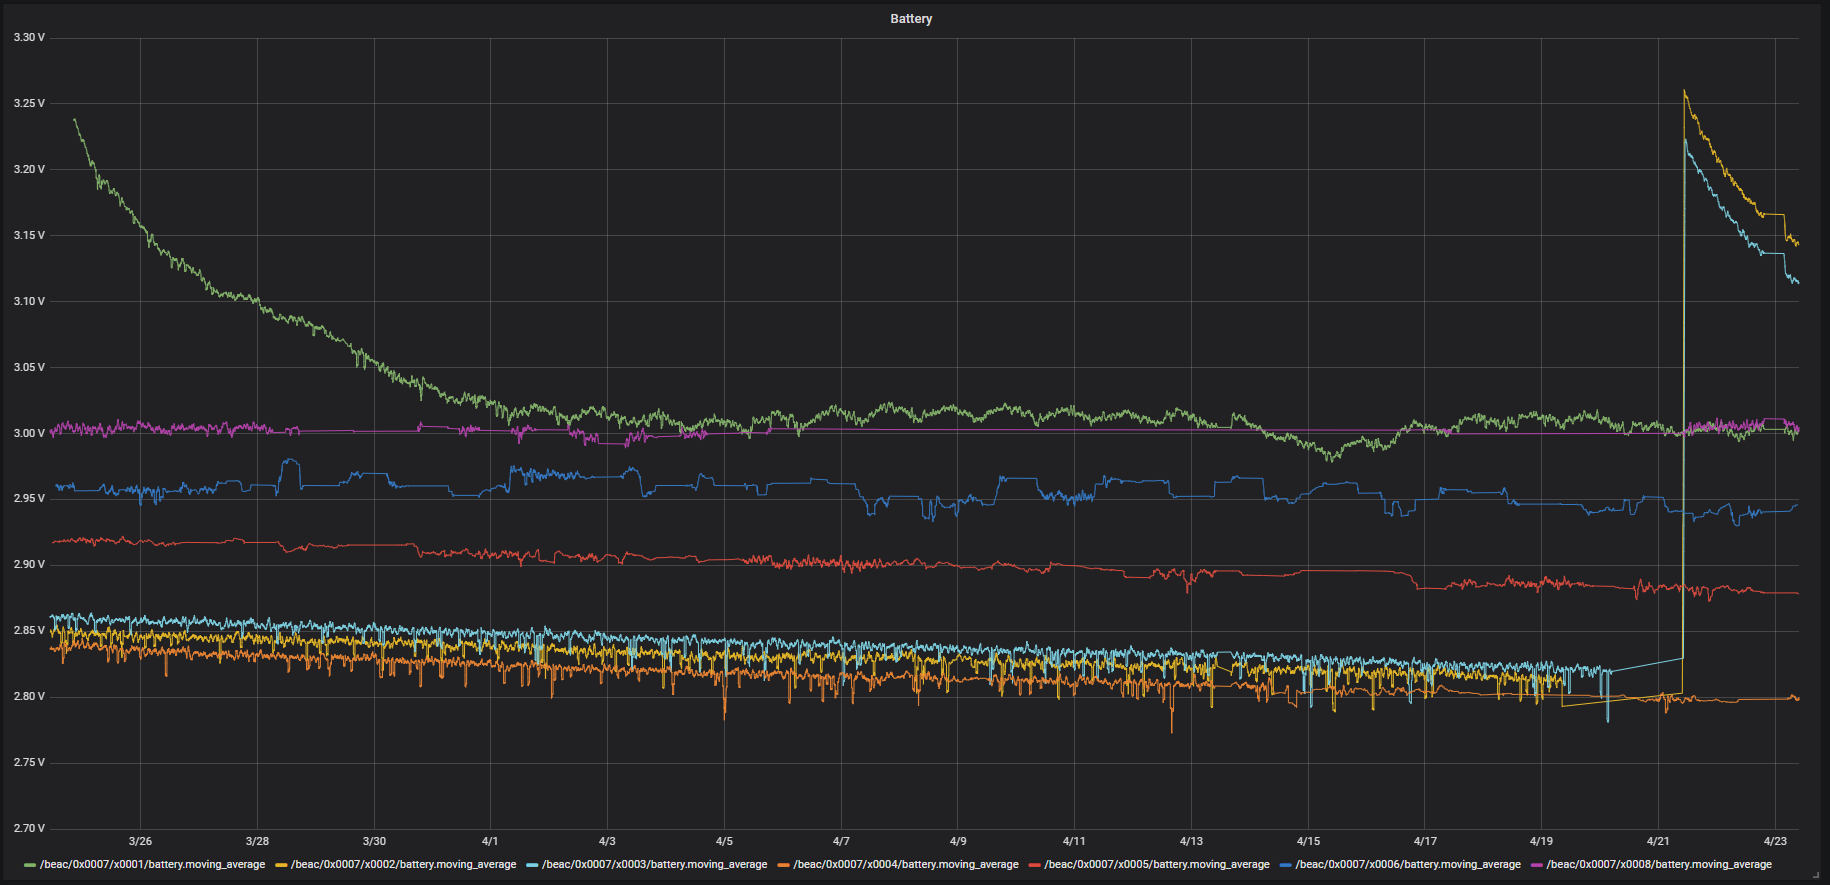 Battery
3.30 V
3.25 V
3.20 V
3.15 V
3.10 V
3.05 V
3.00 V
2.95 V
2.90 V
2.85 V
2.80 V
2.75 V
2.70 V
3/26 3/28 3/30 4/1 4/3 4/5 4/7 4/9 4/11 4/13 4/15 4/17 4/19 4/21 4/23
/beac/0x0007/x0001/battery.moving_average /beac/0x0007/x0002/battery.moving_average /beac/0x0007/x0003/battery.moving_average /beac/0x0007/x0004/battery.moving_average /beac/0x0007/x0005/battery.moving_average /beac/0x0007/x0006/battery.moving_average /beac/0x0007/x0008/battery.moving_average